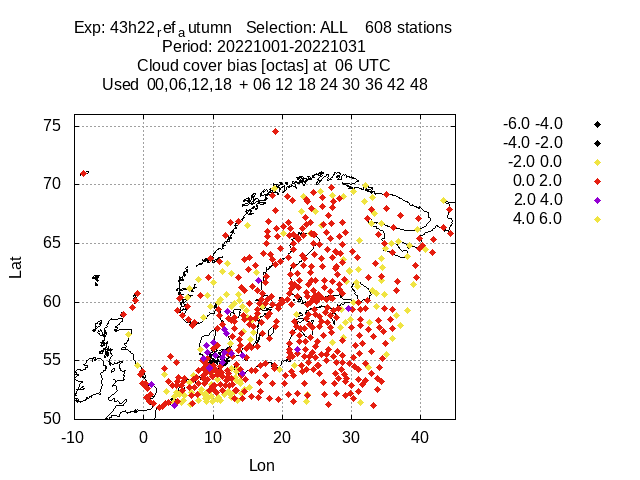 Exp: 43h22refautumn   Selection: ALL    608 stations
Period: 20221001-20221031
Cloud cover bias [octas] at  06 UTC
Used  00,06,12,18  + 06 12 18 24 30 36 42 48
-6.0 -4.0
-4.0 -2.0
-2.0 0.0
0.0 2.0
2.0 4.0
4.0 6.0
75
70
65
60
55
50
Lat
-10 0 10 20 30 40
Lon